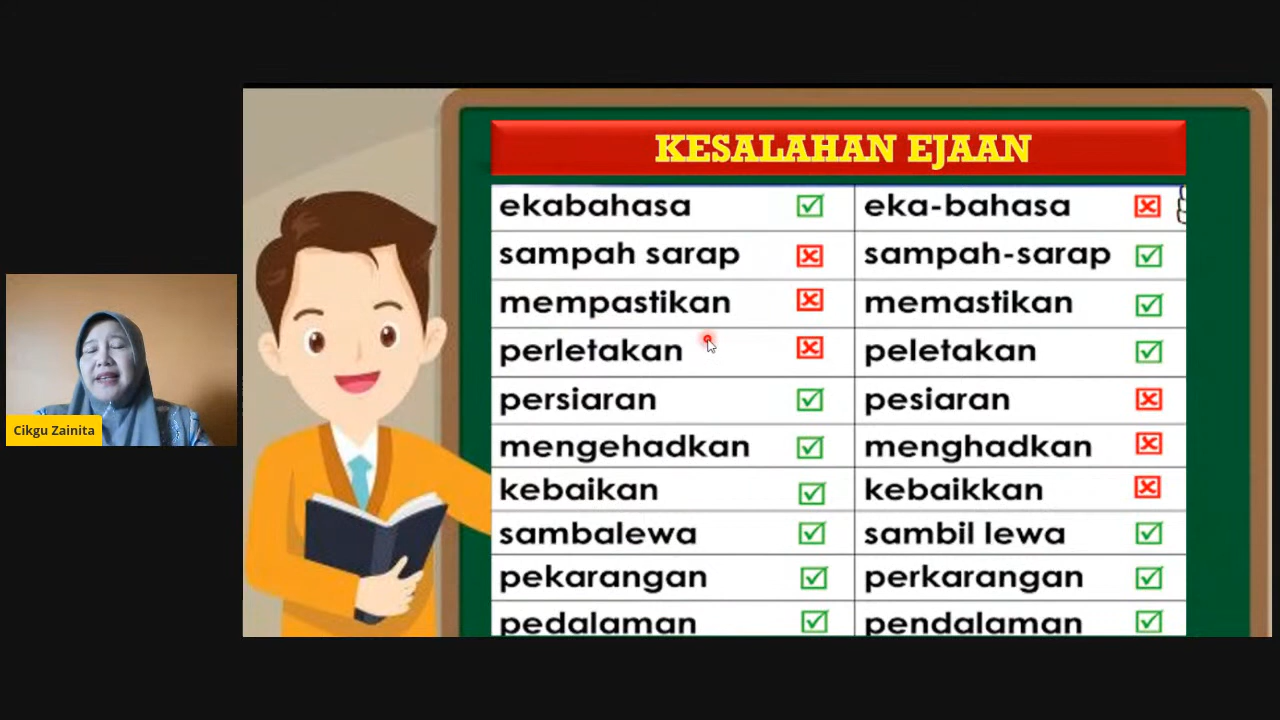 KESALAHAN EJAAN
ekabahasa eka-bahasa
sampah sarap sampah-sarap
mempastikan memastikan
perletakan peletakan
persiaran pesiaran
mengehadkan menghadkan
kebaikan kebaikkan
sambalewa sambil lewa
pekarangan perkarangan
pedalaman pendalaman
Cikgu Zainita